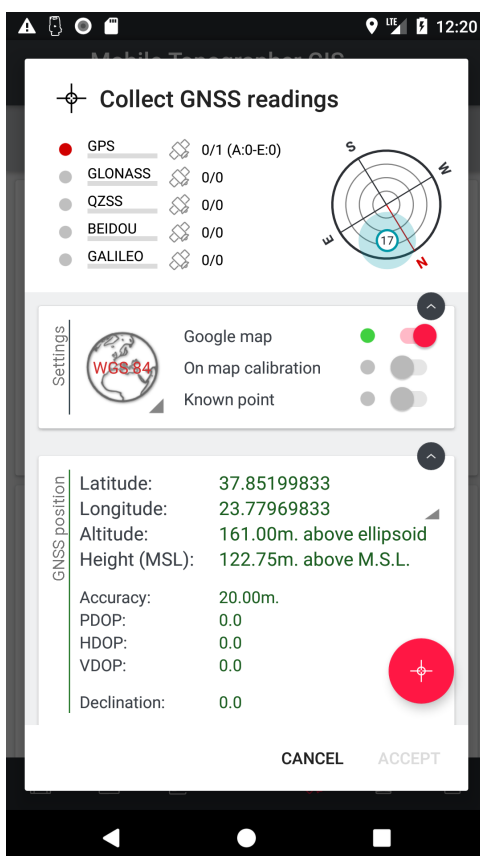 LTE
12:20
Mobile Topographer GIS
Collect GNSS readings
GPS 0/1 (A:0-E:0)
GLONASS 0/0
QZSS 0/0
BEIDOU 0/0
GALILEO 0/0
S
W
E
N
17
Settings
WGS 84
Google map
On map calibration
Known point
GNSS position
Latitude: 37.85199833
Longitude: 23.77969833
Altitude: 161.00m. above ellipsoid
Height (MSL): 122.75m. above M.S.L.
Accuracy: 20.00m.
PDOP: 0.0
HDOP: 0.0
VDOP: 0.0
Declination: 0.0
CANCEL ACCEPT